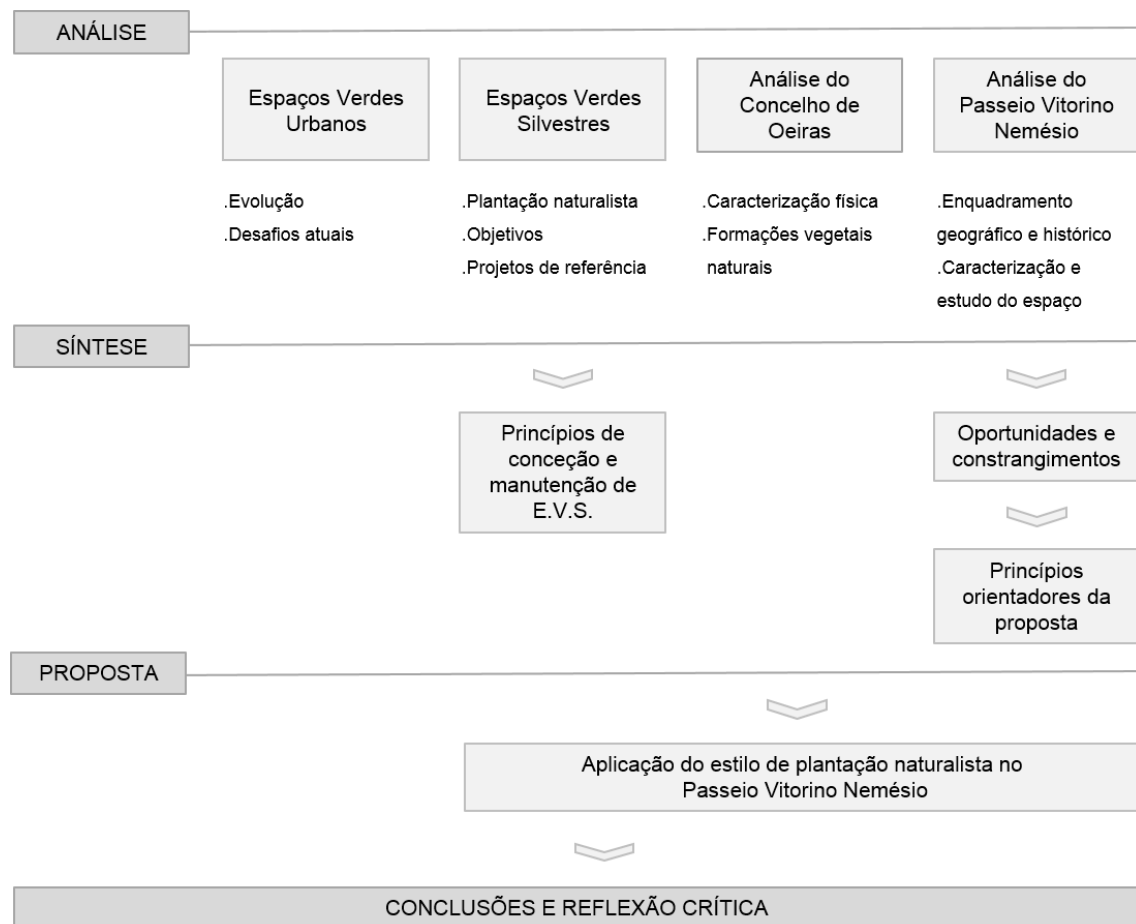 ANÁLISE
Espaços Verdes
Urbanos
Espaços Verdes
Silvestres
Análise do
Concelho de
Oeiras
Análise do
Passeio Vitorino
Nemésio
.Evolução
.Desafios atuais
.Plantação naturalista
.Objetivos
.Projetos de referência
.Caracterização física
.Formações vegetais
naturais
.Enquadramento
geográfico e histórico
.Caracterização e
estudo do espaço
SÍNTESE
Princípios de
conceção e
manutenção de
E.V.S.
Oportunidades e
constrangimentos
Princípios
orientadores da
proposta
PROPOSTA
Aplicação do estilo de plantação naturalista no
Passeio Vitorino Nemésio
CONCLUSÕES E REFLEXÃO CRÍTICA